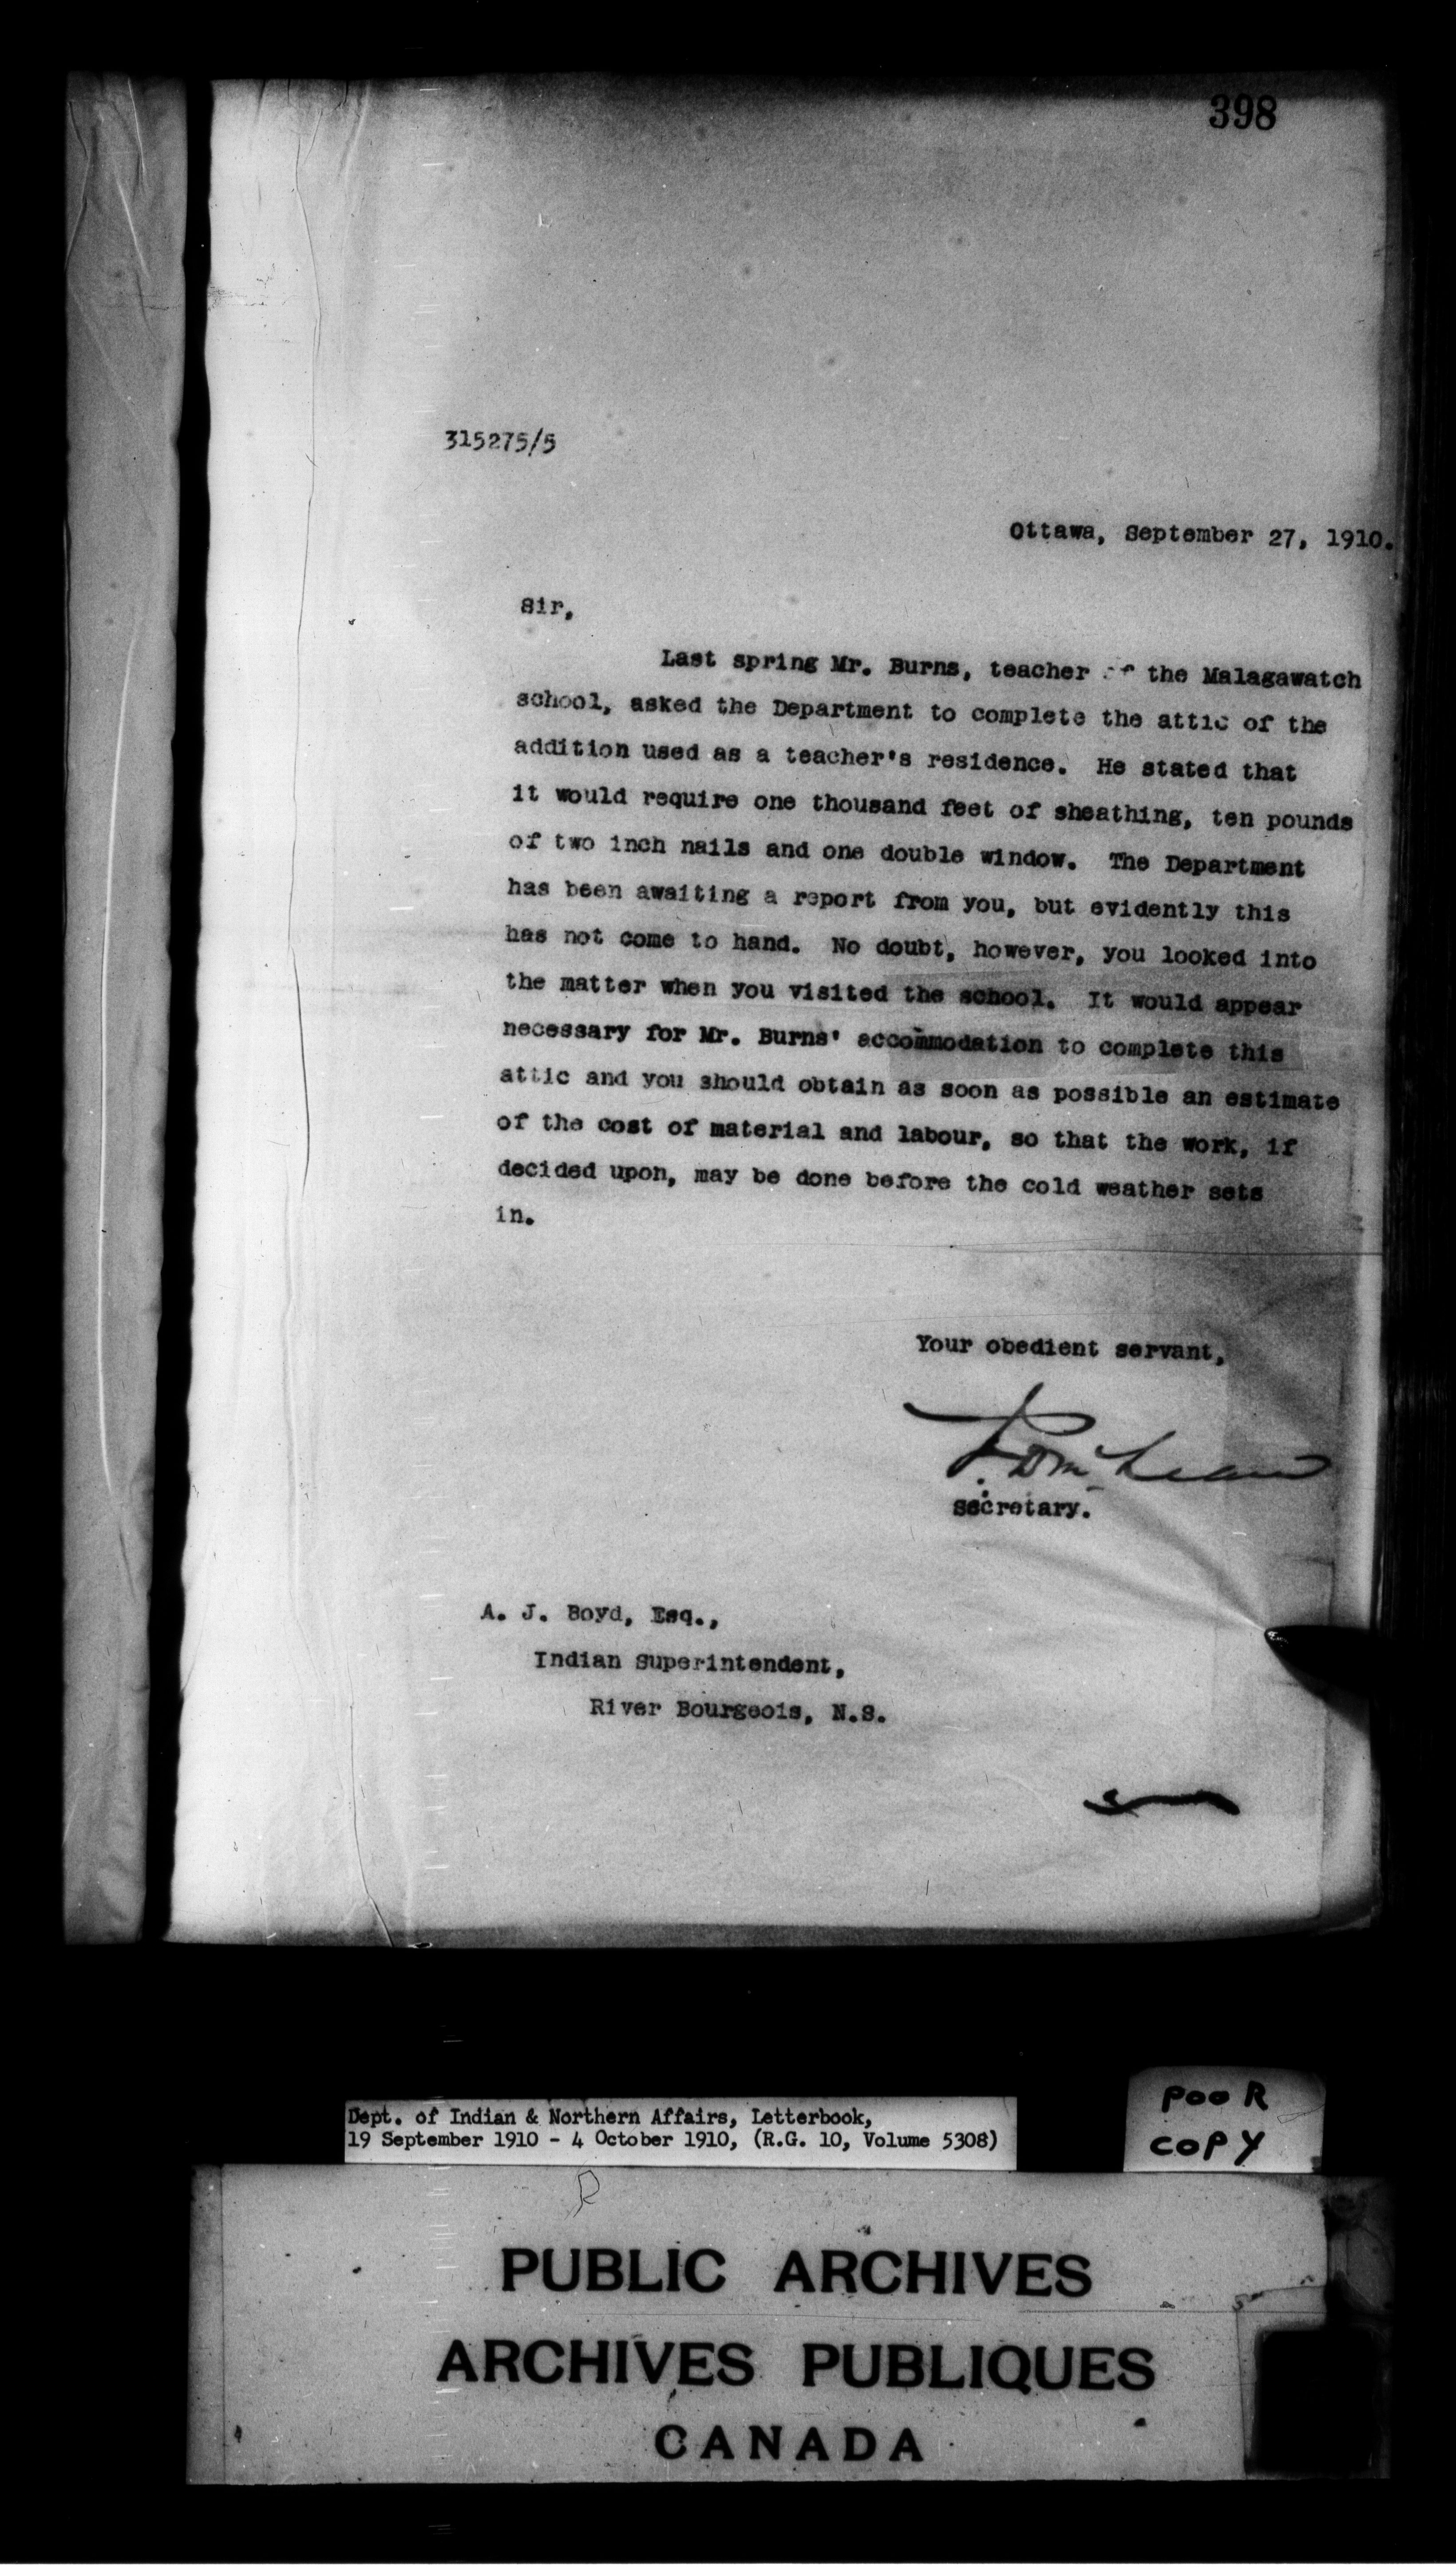 398
315275/5
Ottawa, September 27, 1910.
Sir,
Last spring Mr. Burns, teacher of the Malagawatch
school, asked the Department to complete the attic of the
addition used as a teacher's residence. He stated that
it would require one thousand feet of sheathing, ten pounds
of two inch nails and one double window. The Department
has been awaiting a report from you, but evidently this
has not come to hand. No doubt, however, you looked into
the matter when you visited the school. It would appear
necessary for Mr. Burns' accommodation to complete this
attic and you should obtain as soon as possible an estimate
of the cost of material and labour, so that the work, if
decided upon, may be done before the cold weather sets
in.
Your obedient servant,
J. D. McLean
Secretary.
A. J. Boyd, Esq.,
Indian Superintendent,
River Bourgeois, N.S.
Dept. of Indian & Northern Affairs, Letterbook,
19 September 1910 - 4 October 1910, (R.G. 10, Volume 5308)
POOR
COPY
PUBLIC ARCHIVES
ARCHIVES PUBLIQUES
CANADA